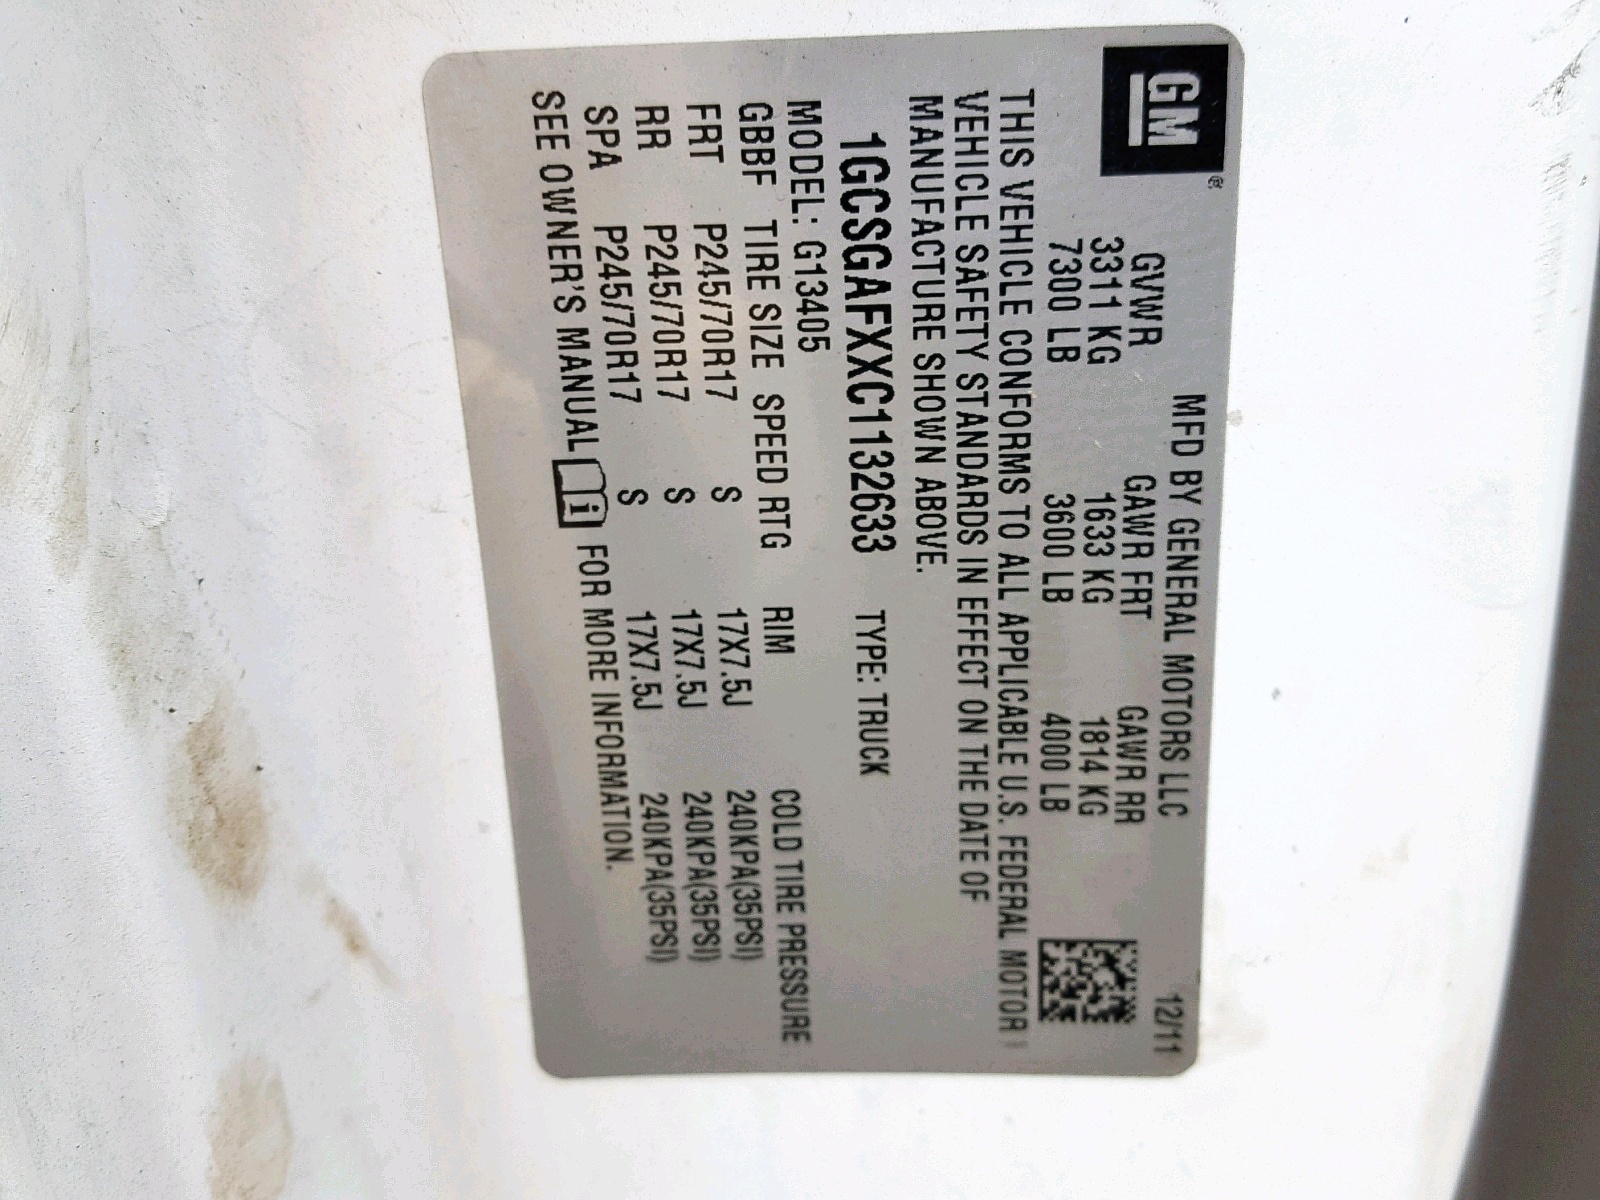 GM®
MFD BY GENERAL MOTORS LLC 12/11
GVWR GAWR FRT GAWR RR
3311 KG 1633 KG 1814 KG
7300 LB 3600 LB 4000 LB
THIS VEHICLE CONFORMS TO ALL APPLICABLE U.S. FEDERAL MOTOR
VEHICLE SAFETY STANDARDS IN EFFECT ON THE DATE OF
MANUFACTURE SHOWN ABOVE.
1GCSGAFXXC1132633 TYPE: TRUCK
MODEL: G13405
GBBF TIRE SIZE SPEED RTG RIM COLD TIRE PRESSURE
FRT P245/70R17 S 17X7.5J 240KPA(35PSI)
RR P245/70R17 S 17X7.5J 240KPA(35PSI)
SPA P245/70R17 S 17X7.5J 240KPA(35PSI)
SEE OWNER'S MANUAL i FOR MORE INFORMATION.